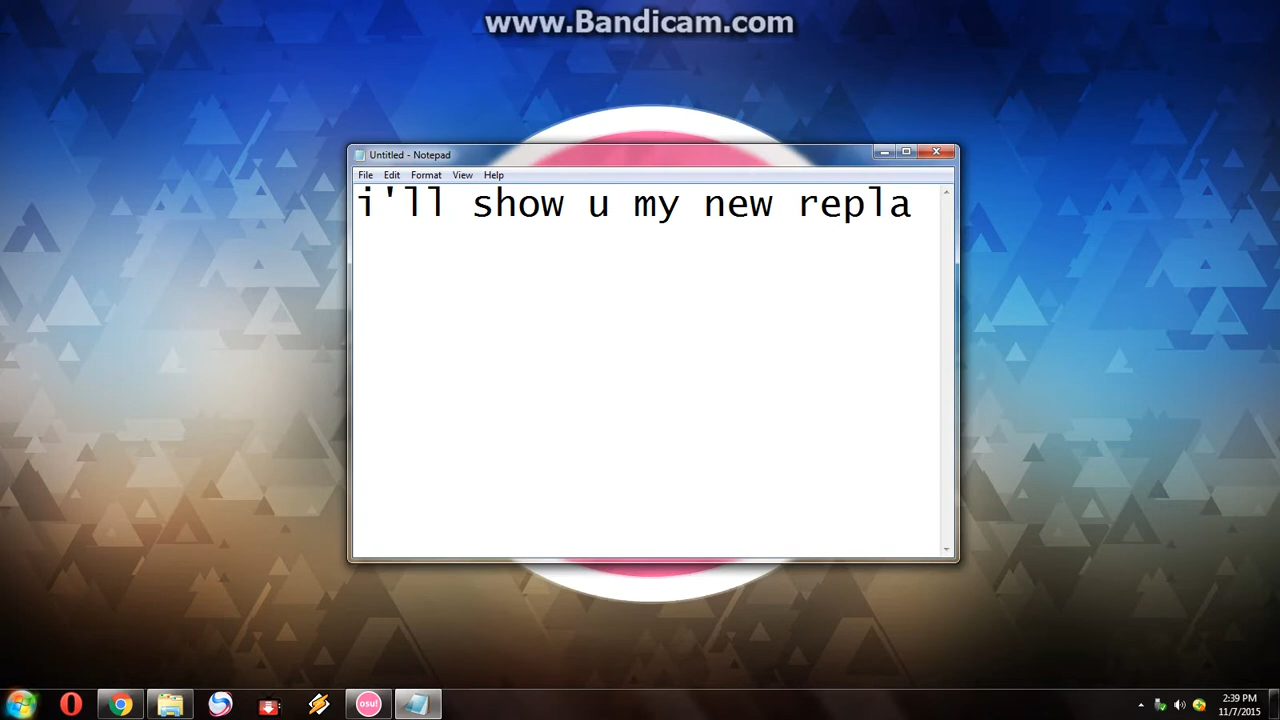 www.Bandicam.com
Untitled - Notepad
File Edit Format View Help
i'll show u my new repla
osu!
2:39 PM
11/7/2015